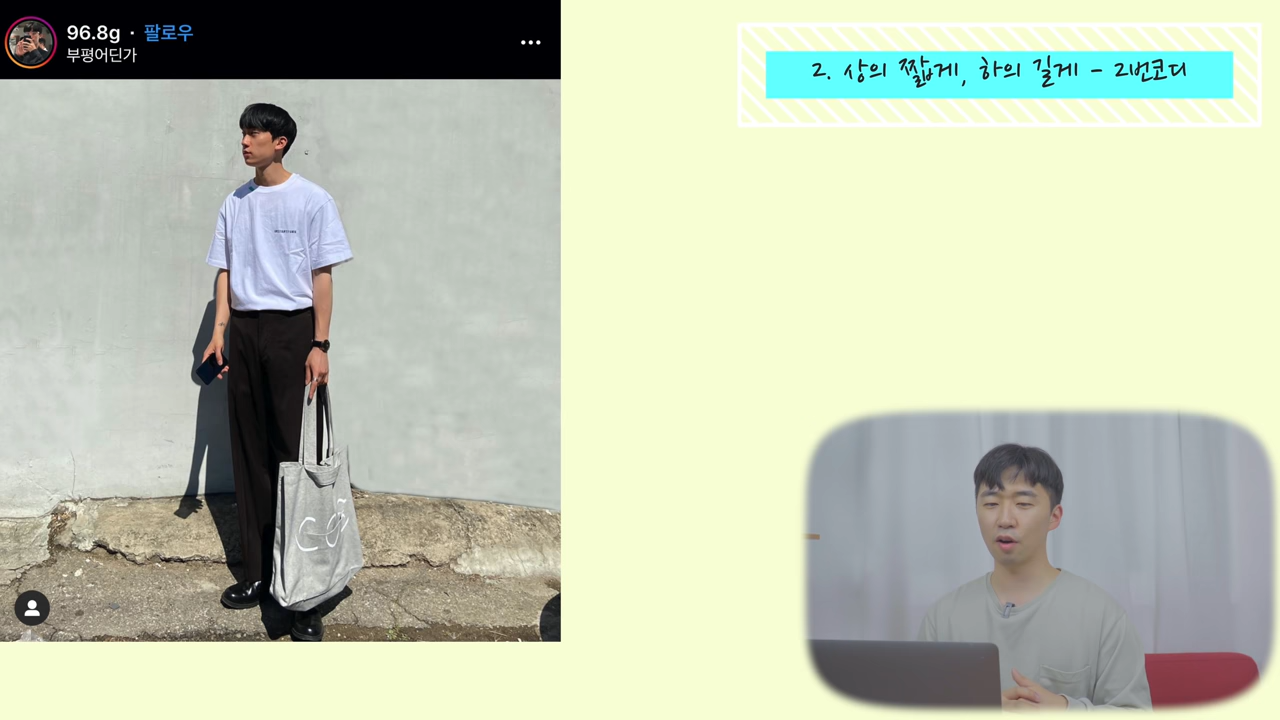 96.8g · 팔로우
부평어딘가
2. 상의 짧게, 하의 길게 - 2번코디